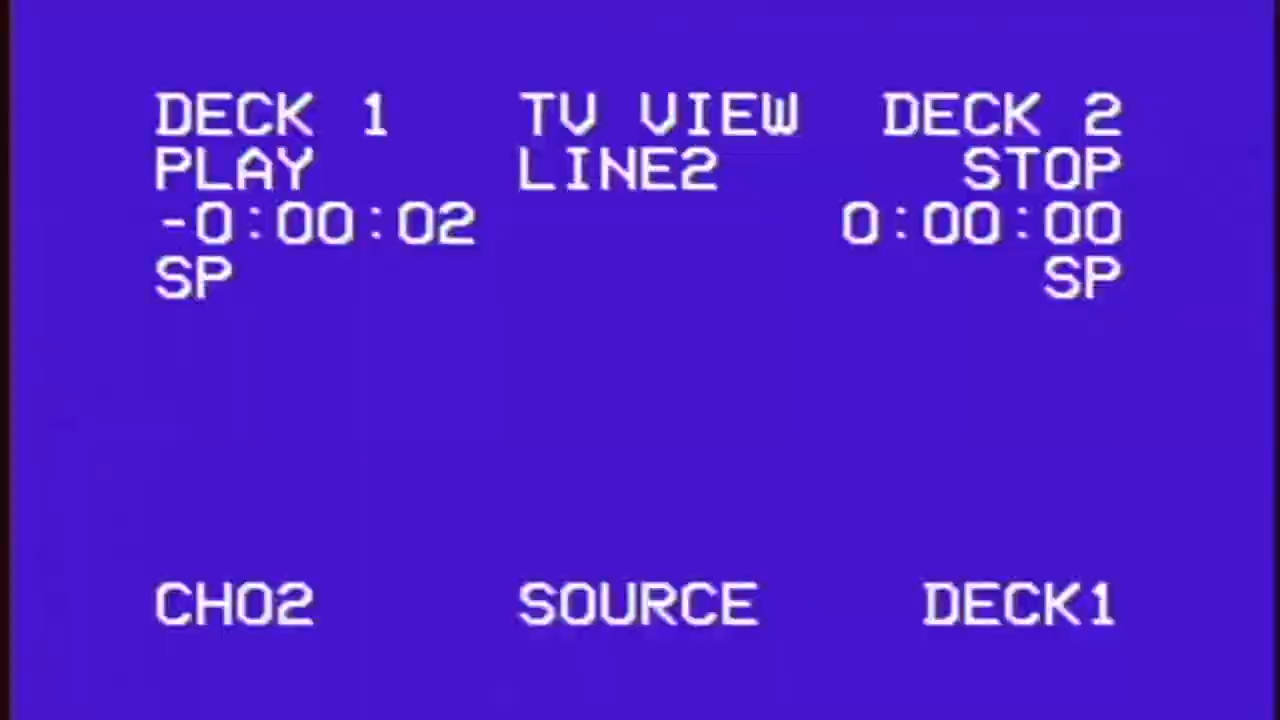 DECK 1 TV VIEW DECK 2
PLAY LINE2 STOP
-0:00:02 0:00:00
SP SP
CH02 SOURCE DECK1